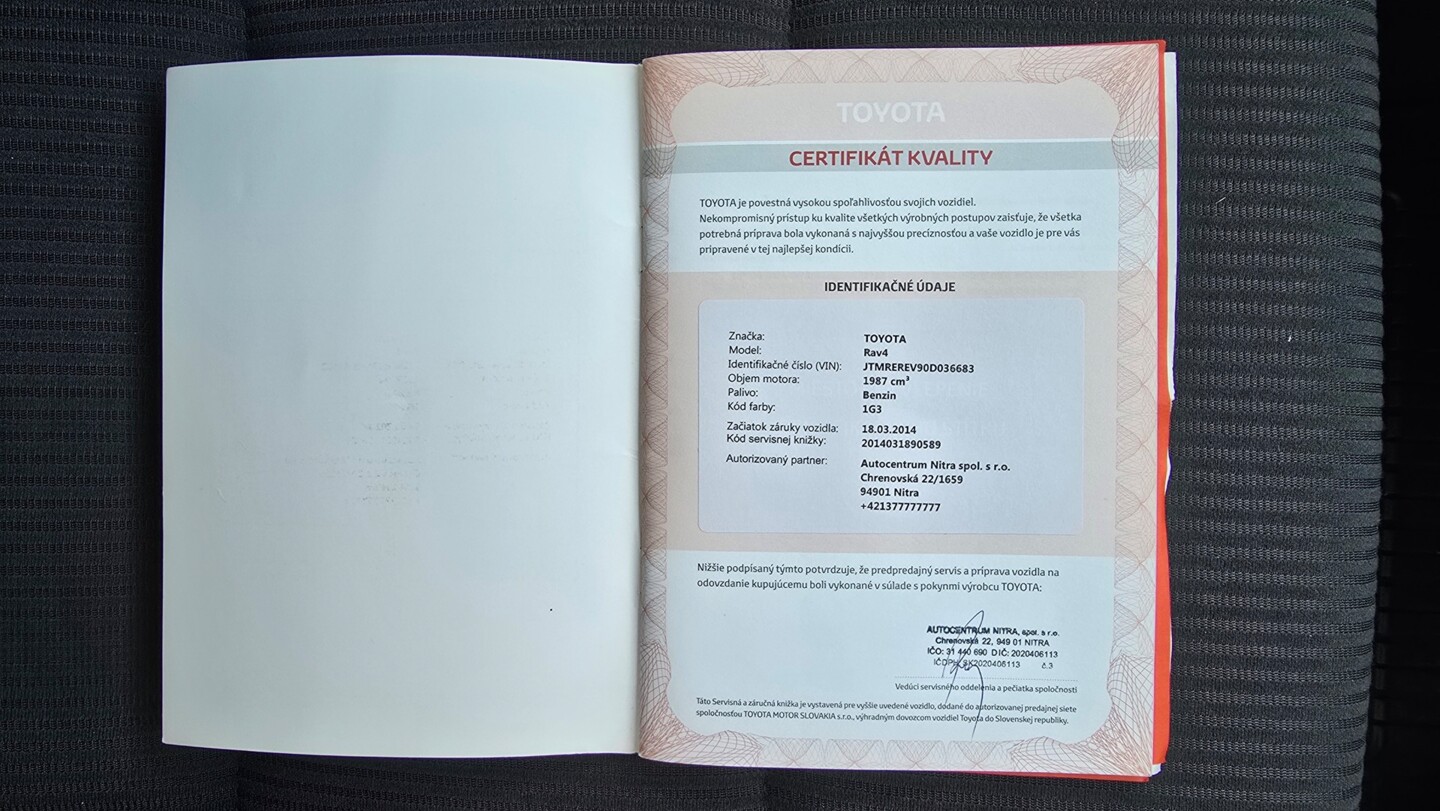 TOYOTA
CERTIFIKÁT KVALITY
TOYOTA je povestná vysokou spoľahlivosťou svojich vozidiel.
Nekompromisný prístup ku kvalite všetkých výrobných postupov zaisťuje, že všetka
potrebná príprava bola vykonaná s najvyššou precíznosťou a vaše vozidlo je pre vás
pripravené v tej najlepšej kondícii.
IDENTIFIKAČNÉ ÚDAJE
Značka: TOYOTA
Model: Rav4
Identifikačné číslo (VIN): JTMREREV90D036683
Objem motora: 1987 cm³
Palivo: Benzin
Kód farby: 1G3
Začiatok záruky vozidla: 18.03.2014
Kód servisnej knižky: 2014031890589
Autorizovaný partner: Autocentrum Nitra spol. s r.o.
Chrenovská 22/1659
94901 Nitra
+421377777777
Nižšie podpísaný týmto potvrdzuje, že predpredajný servis a príprava vozidla na
odovzdanie kupujúcemu boli vykonané v súlade s pokynmi výrobcu TOYOTA:
AUTOCENTRUM NITRA, spol. s r.o.
Chrenovská 22, 949 01 NITRA
IČO: 31 440 690 DIČ: 2020406113
IČDPH: SK2020406113 č.3
Vedúci servisného oddelenia a pečiatka spoločnosti
Táto Servisná a záručná knižka je vystavená pre vyššie uvedené vozidlo, dodané do autorizovanej predajnej siete
spoločnosťou TOYOTA MOTOR SLOVAKIA s.r.o., výhradným dovozcom vozidiel Toyota do Slovenskej republiky.